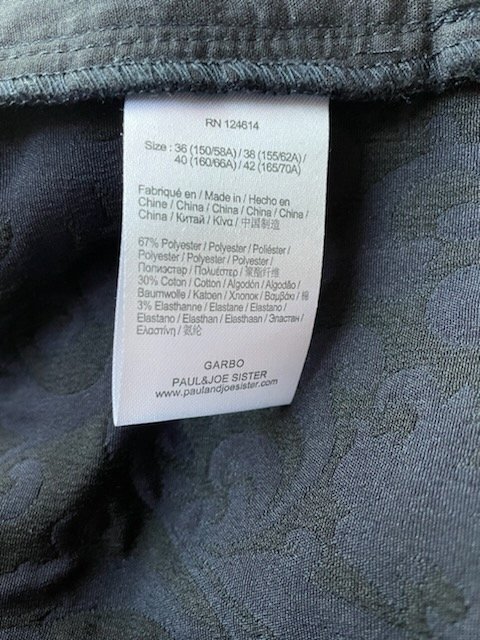 RN 124614
Size : 36 (150/58A) / 38 (155/62A) /
40 (160/66A) / 42 (165/70A)
Fabriqué en / Made in / Hecho en
Chine / China / China / China / China /
China / Китай / Κίνα / 中国制造
67% Polyester / Polyester / Poliéster /
Polyester / Polyester / Polyester /
Полиэстер / Πολυέστερ / 聚酯纤维
30% Coton / Cotton / Algodón / Algodão /
Baumwolle / Katoen / Хлопок / Βαμβάκι / 棉
3% Elasthanne / Elastane / Elastano /
Elastano / Elasthan / Elasthaan / Эластан /
Ελαστίνη / 氨纶
GARBO
PAUL&JOE SISTER
www.paulandjoesister.com